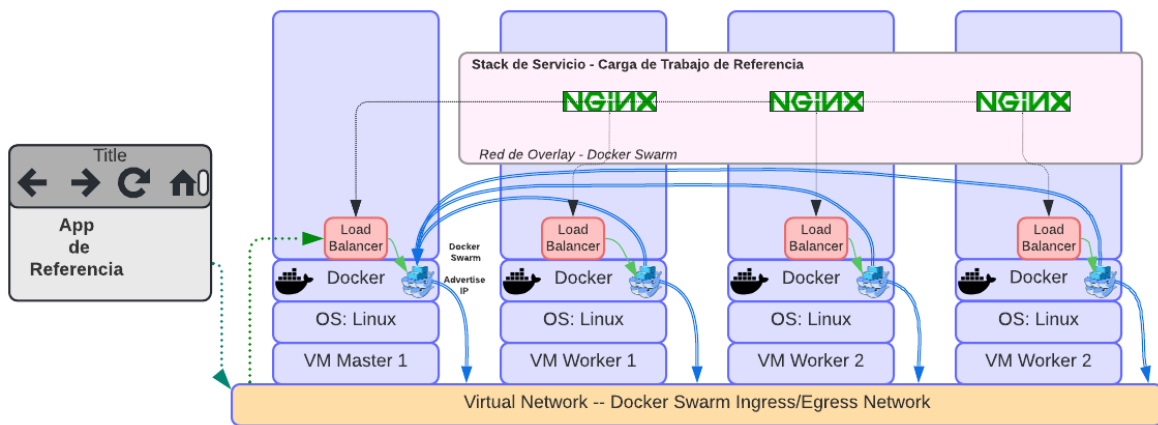 Stack de Servicio - Carga de Trabajo de Referencia
NGINX
NGINX
NGINX
Red de Overlay - Docker Swarm
Title
App
de
Referencia
Load
Balancer
Load
Balancer
Load
Balancer
Load
Balancer
Docker
Swarm
Advertise
IP
Docker
Docker
Docker
Docker
OS: Linux
OS: Linux
OS: Linux
OS: Linux
VM Master 1
VM Worker 1
VM Worker 2
VM Worker 2
Virtual Network -- Docker Swarm Ingress/Egress Network